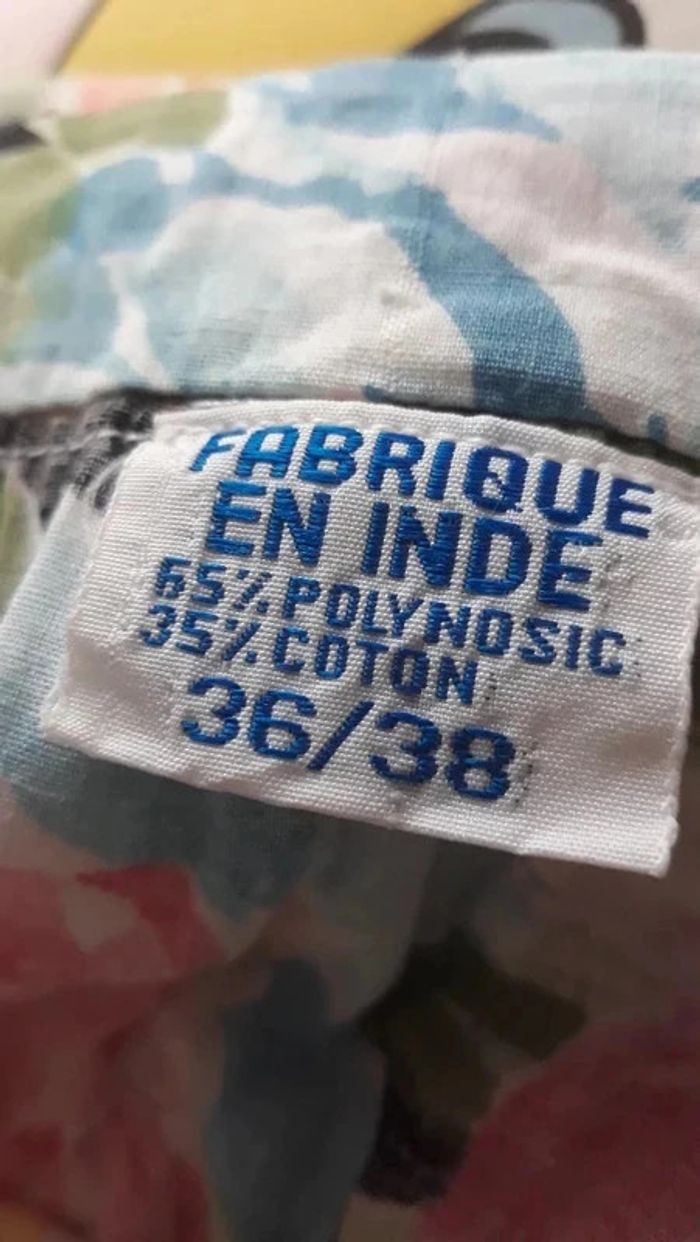 FABRIQUE
EN INDE
65% POLYNOSIC
35% COTON
36/38